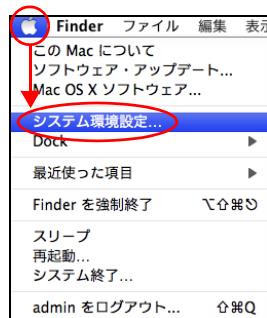 Finder ファイル 編集 表示
この Mac について
ソフトウェア・アップデート...
Mac OS X ソフトウェア...
システム環境設定...
Dock ▶
最近使った項目 ▶
Finder を強制終了 ⌥⇧⌘⎋
スリープ
再起動...
システム終了...
admin をログアウト... ⇧⌘Q